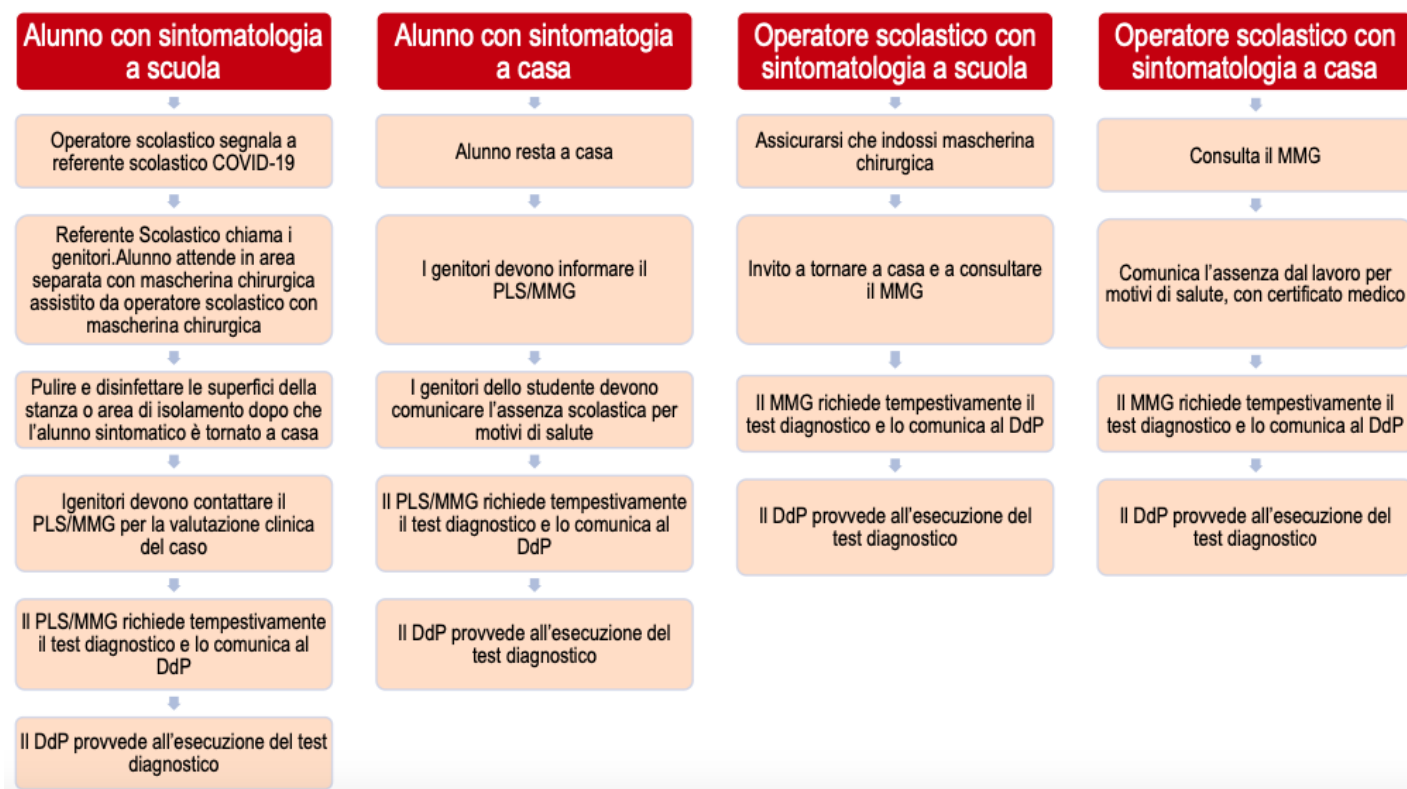 Alunno con sintomatologia
a scuola
Operatore scolastico segnala a
referente scolastico COVID-19
Referente Scolastico chiama i
genitori.Alunno attende in area
separata con mascherina chirurgica
assistito da operatore scolastico con
mascherina chirurgica
Pulire e disinfettare le superfici della
stanza o area di isolamento dopo che
l'alunno sintomatico è tornato a casa
Igenitori devono contattare il
PLS/MMG per la valutazione clinica
del caso
Il PLS/MMG richiede tempestivamente
il test diagnostico e lo comunica al
DdP
Il DdP provvede all'esecuzione del test
diagnostico
Alunno con sintomatogia
a casa
Alunno resta a casa
I genitori devono informare il
PLS/MMG
I genitori dello studente devono
comunicare l'assenza scolastica per
motivi di salute
Il PLS/MMG richiede tempestivamente
il test diagnostico e lo comunica al
DdP
Il DdP provvede all'esecuzione del
test diagnostico
Operatore scolastico con
sintomatologia a scuola
Assicurarsi che indossi mascherina
chirurgica
Invito a tornare a casa e a consultare
il MMG
Il MMG richiede tempestivamente il
test diagnostico e lo comunica al DdP
Il DdP provvede all'esecuzione del
test diagnostico
Operatore scolastico con
sintomatologia a casa
Consulta il MMG
Comunica l'assenza dal lavoro per
motivi di salute, con certificato medico
Il MMG richiede tempestivamente il
test diagnostico e lo comunica al DdP
Il DdP provvede all'esecuzione del
test diagnostico